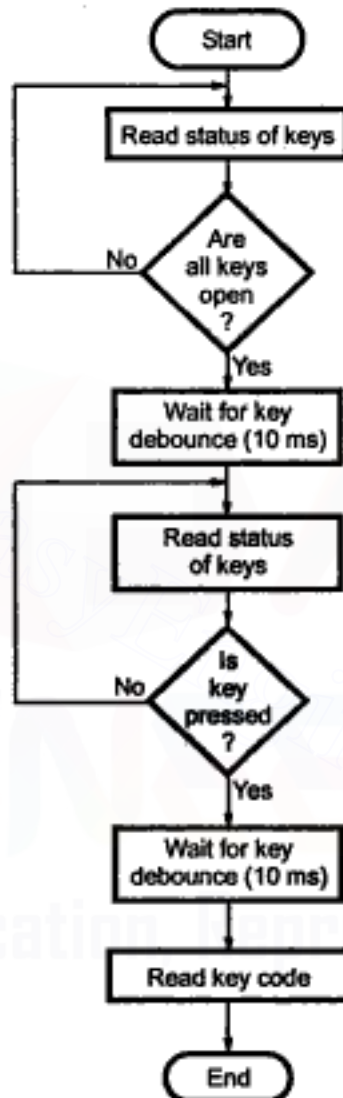 Start
Read status of keys
Are
all keys
open
?
No
Yes
Wait for key
debounce (10 ms)
Read status
of keys
Is
key
pressed
?
No
Yes
Wait for key
debounce (10 ms)
Read key code
End